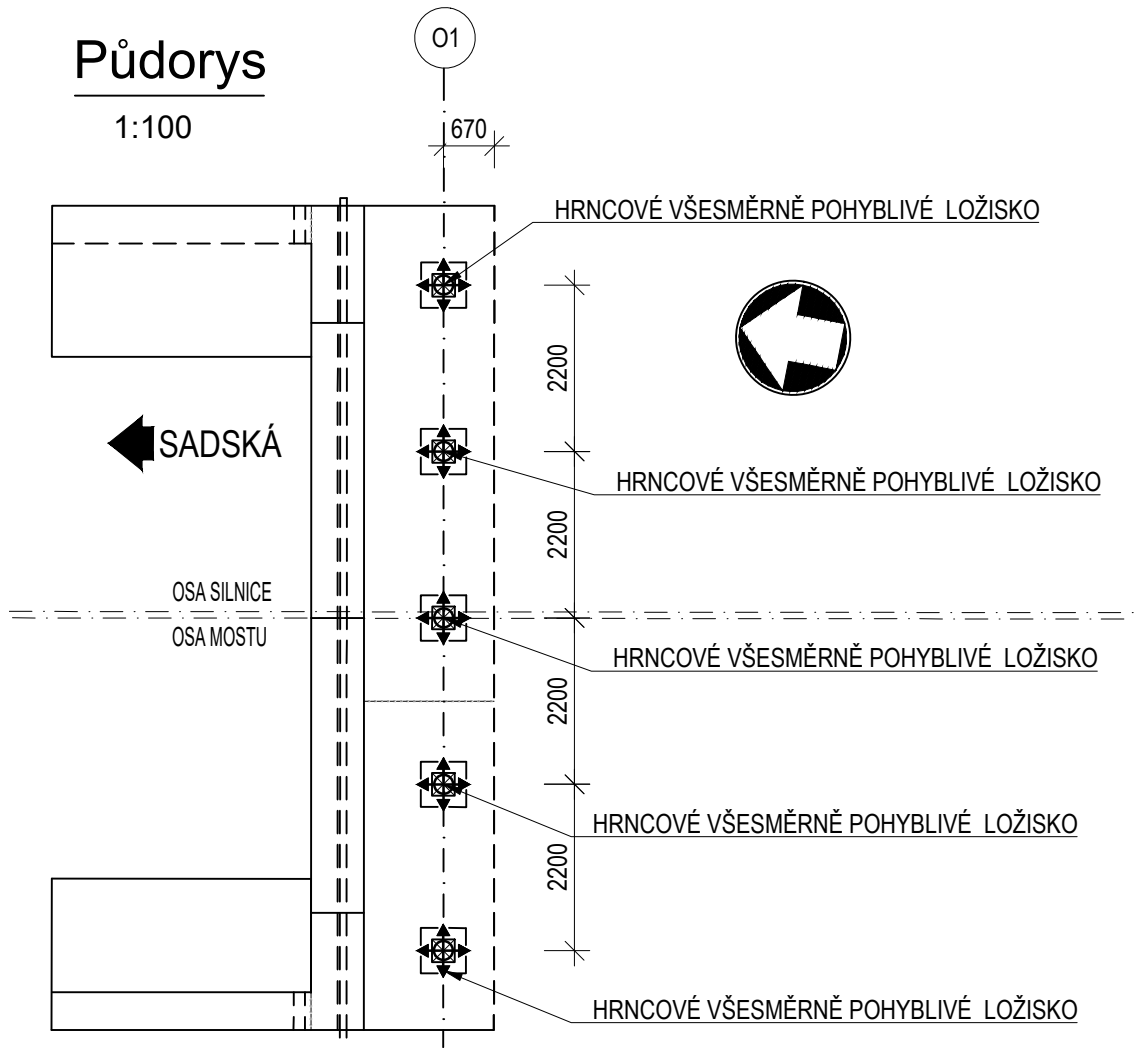 Půdorys
1:100
O1
670
HRNCOVÉ VŠESMĚRNĚ POHYBLIVÉ LOŽISKO
2200
SADSKÁ
HRNCOVÉ VŠESMĚRNĚ POHYBLIVÉ LOŽISKO
2200
OSA SILNICE
OSA MOSTU
HRNCOVÉ VŠESMĚRNĚ POHYBLIVÉ LOŽISKO
2200
HRNCOVÉ VŠESMĚRNĚ POHYBLIVÉ LOŽISKO
2200
HRNCOVÉ VŠESMĚRNĚ POHYBLIVÉ LOŽISKO